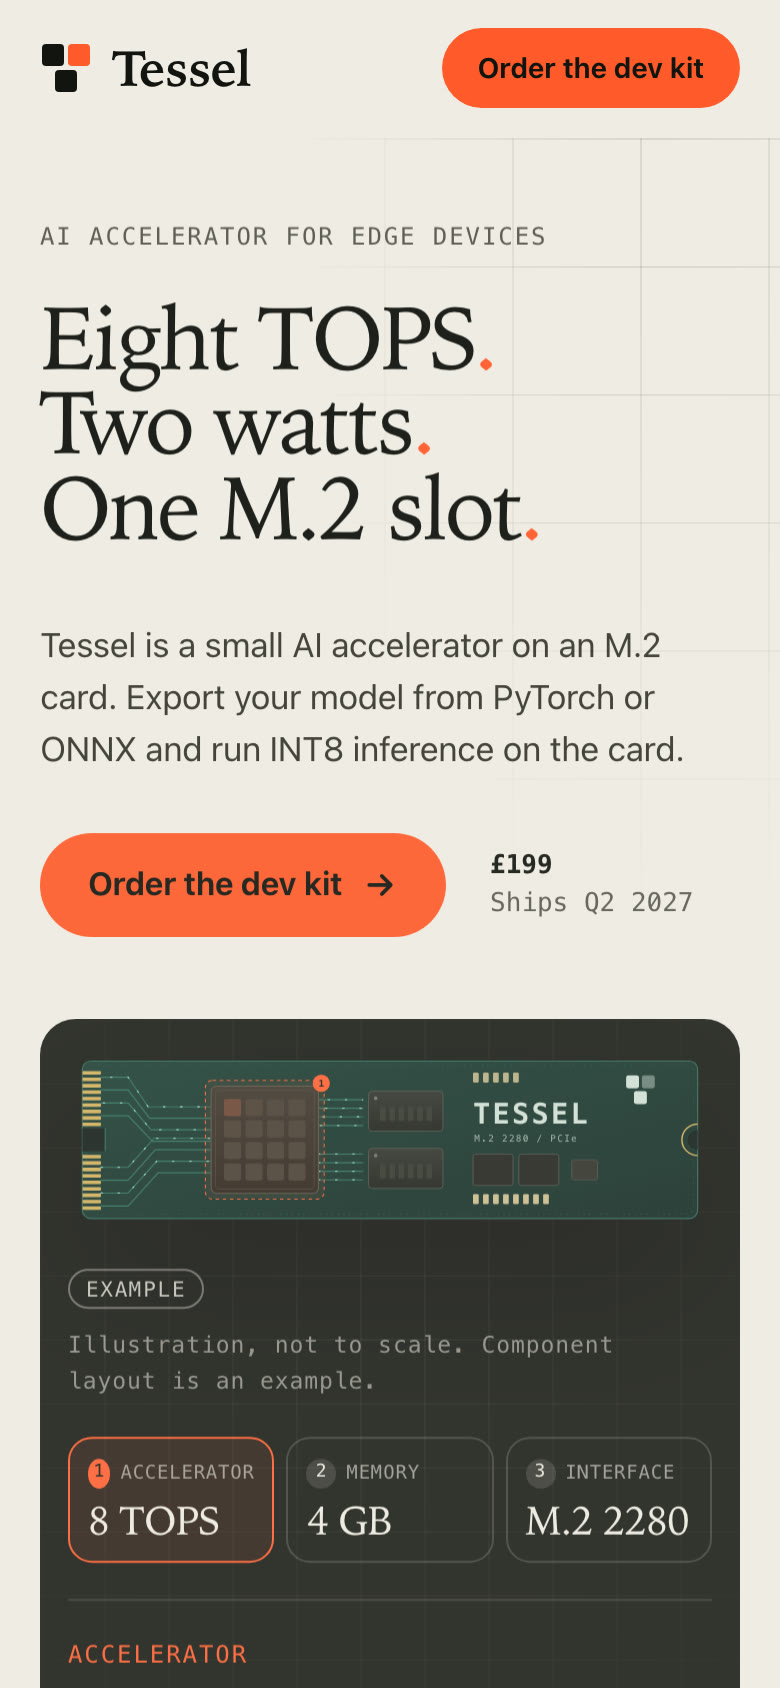 Tessel
Order the dev kit
AI ACCELERATOR FOR EDGE DEVICES
Eight TOPS.
Two watts.
One M.2 slot.
Tessel is a small AI accelerator on an M.2
card. Export your model from PyTorch or
ONNX and run INT8 inference on the card.
Order the dev kit →
£199
Ships Q2 2027
1
TESSEL
M.2 2280 / PCIe
EXAMPLE
Illustration, not to scale. Component
layout is an example.
1 ACCELERATOR
8 TOPS
2 MEMORY
4 GB
3 INTERFACE
M.2 2280
ACCELERATOR